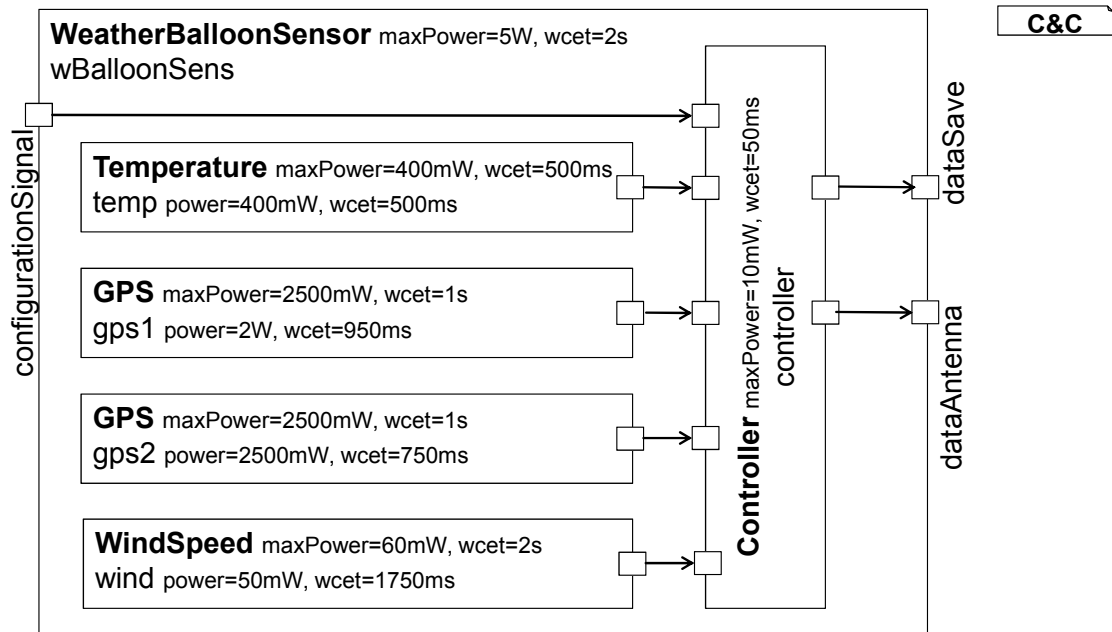 C&C
WeatherBalloonSensor maxPower=5W, wcet=2s
wBalloonSens
configurationSignal
Temperature maxPower=400mW, wcet=500ms
temp power=400mW, wcet=500ms
GPS maxPower=2500mW, wcet=1s
gps1 power=2W, wcet=950ms
GPS maxPower=2500mW, wcet=1s
gps2 power=2500mW, wcet=750ms
WindSpeed maxPower=60mW, wcet=2s
wind power=50mW, wcet=1750ms
Controller maxPower=10mW, wcet=50ms
controller
dataSave
dataAntenna